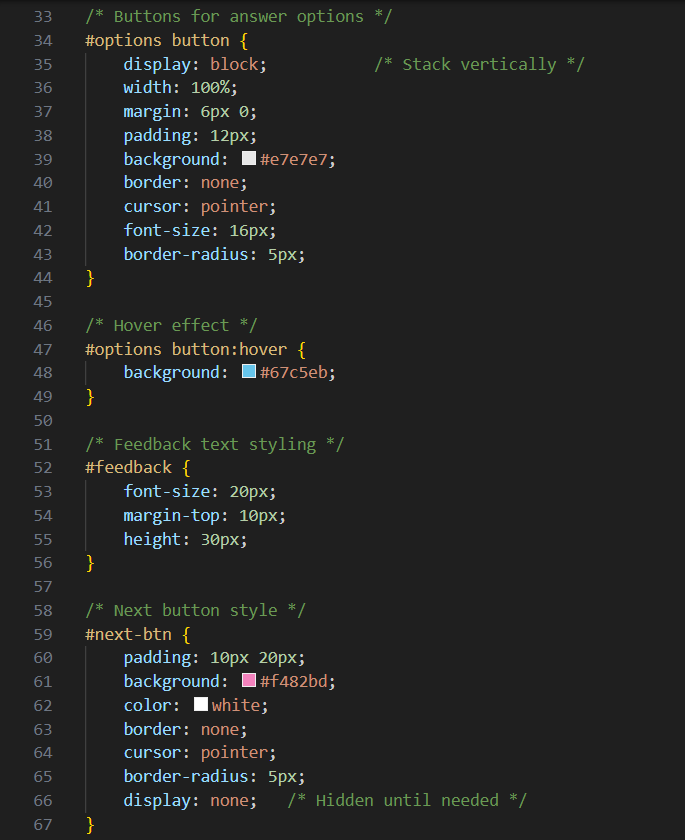 33 /* Buttons for answer options */
34 #options button {
35     display: block;           /* Stack vertically */
36     width: 100%;
37     margin: 6px 0;
38     padding: 12px;
39     background: #e7e7e7;
40     border: none;
41     cursor: pointer;
42     font-size: 16px;
43     border-radius: 5px;
44 }
45
46 /* Hover effect */
47 #options button:hover {
48     background: #67c5eb;
49 }
50
51 /* Feedback text styling */
52 #feedback {
53     font-size: 20px;
54     margin-top: 10px;
55     height: 30px;
56 }
57
58 /* Next button style */
59 #next-btn {
60     padding: 10px 20px;
61     background: #f482bd;
62     color: white;
63     border: none;
64     cursor: pointer;
65     border-radius: 5px;
66     display: none;   /* Hidden until needed */
67 }